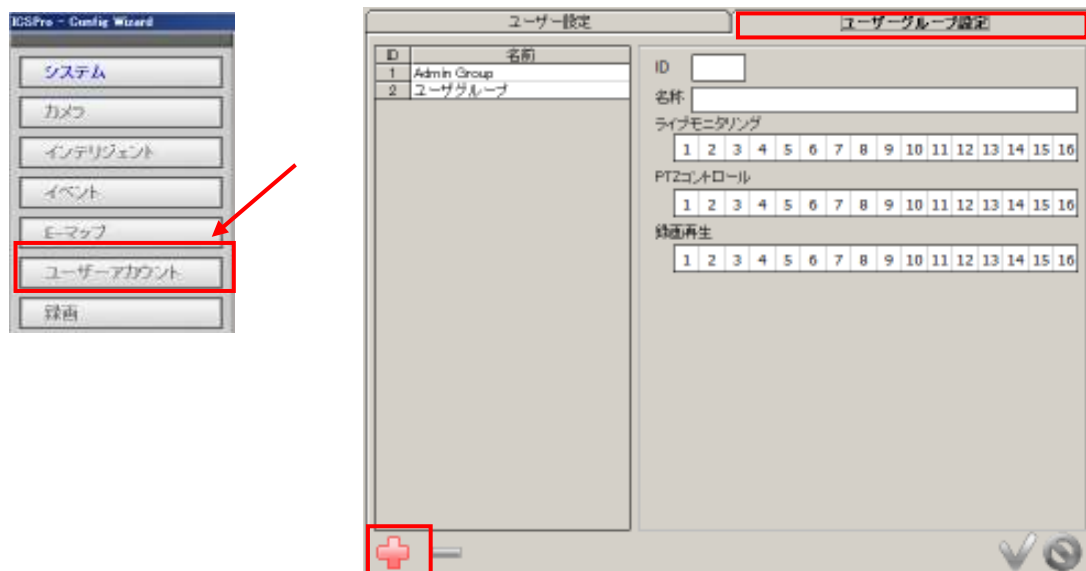 ICSPro - Config Wizard
システム
カメラ
インテリジェント
イベント
E-マップ
ユーザーアカウント
録画
ユーザー設定
ユーザーグループ設定
ID 名前
1 Admin Group
2 ユーザグループ
ID
名称
ライブモニタリング
1 2 3 4 5 6 7 8 9 10 11 12 13 14 15 16
PTZコントロール
1 2 3 4 5 6 7 8 9 10 11 12 13 14 15 16
録画再生
1 2 3 4 5 6 7 8 9 10 11 12 13 14 15 16